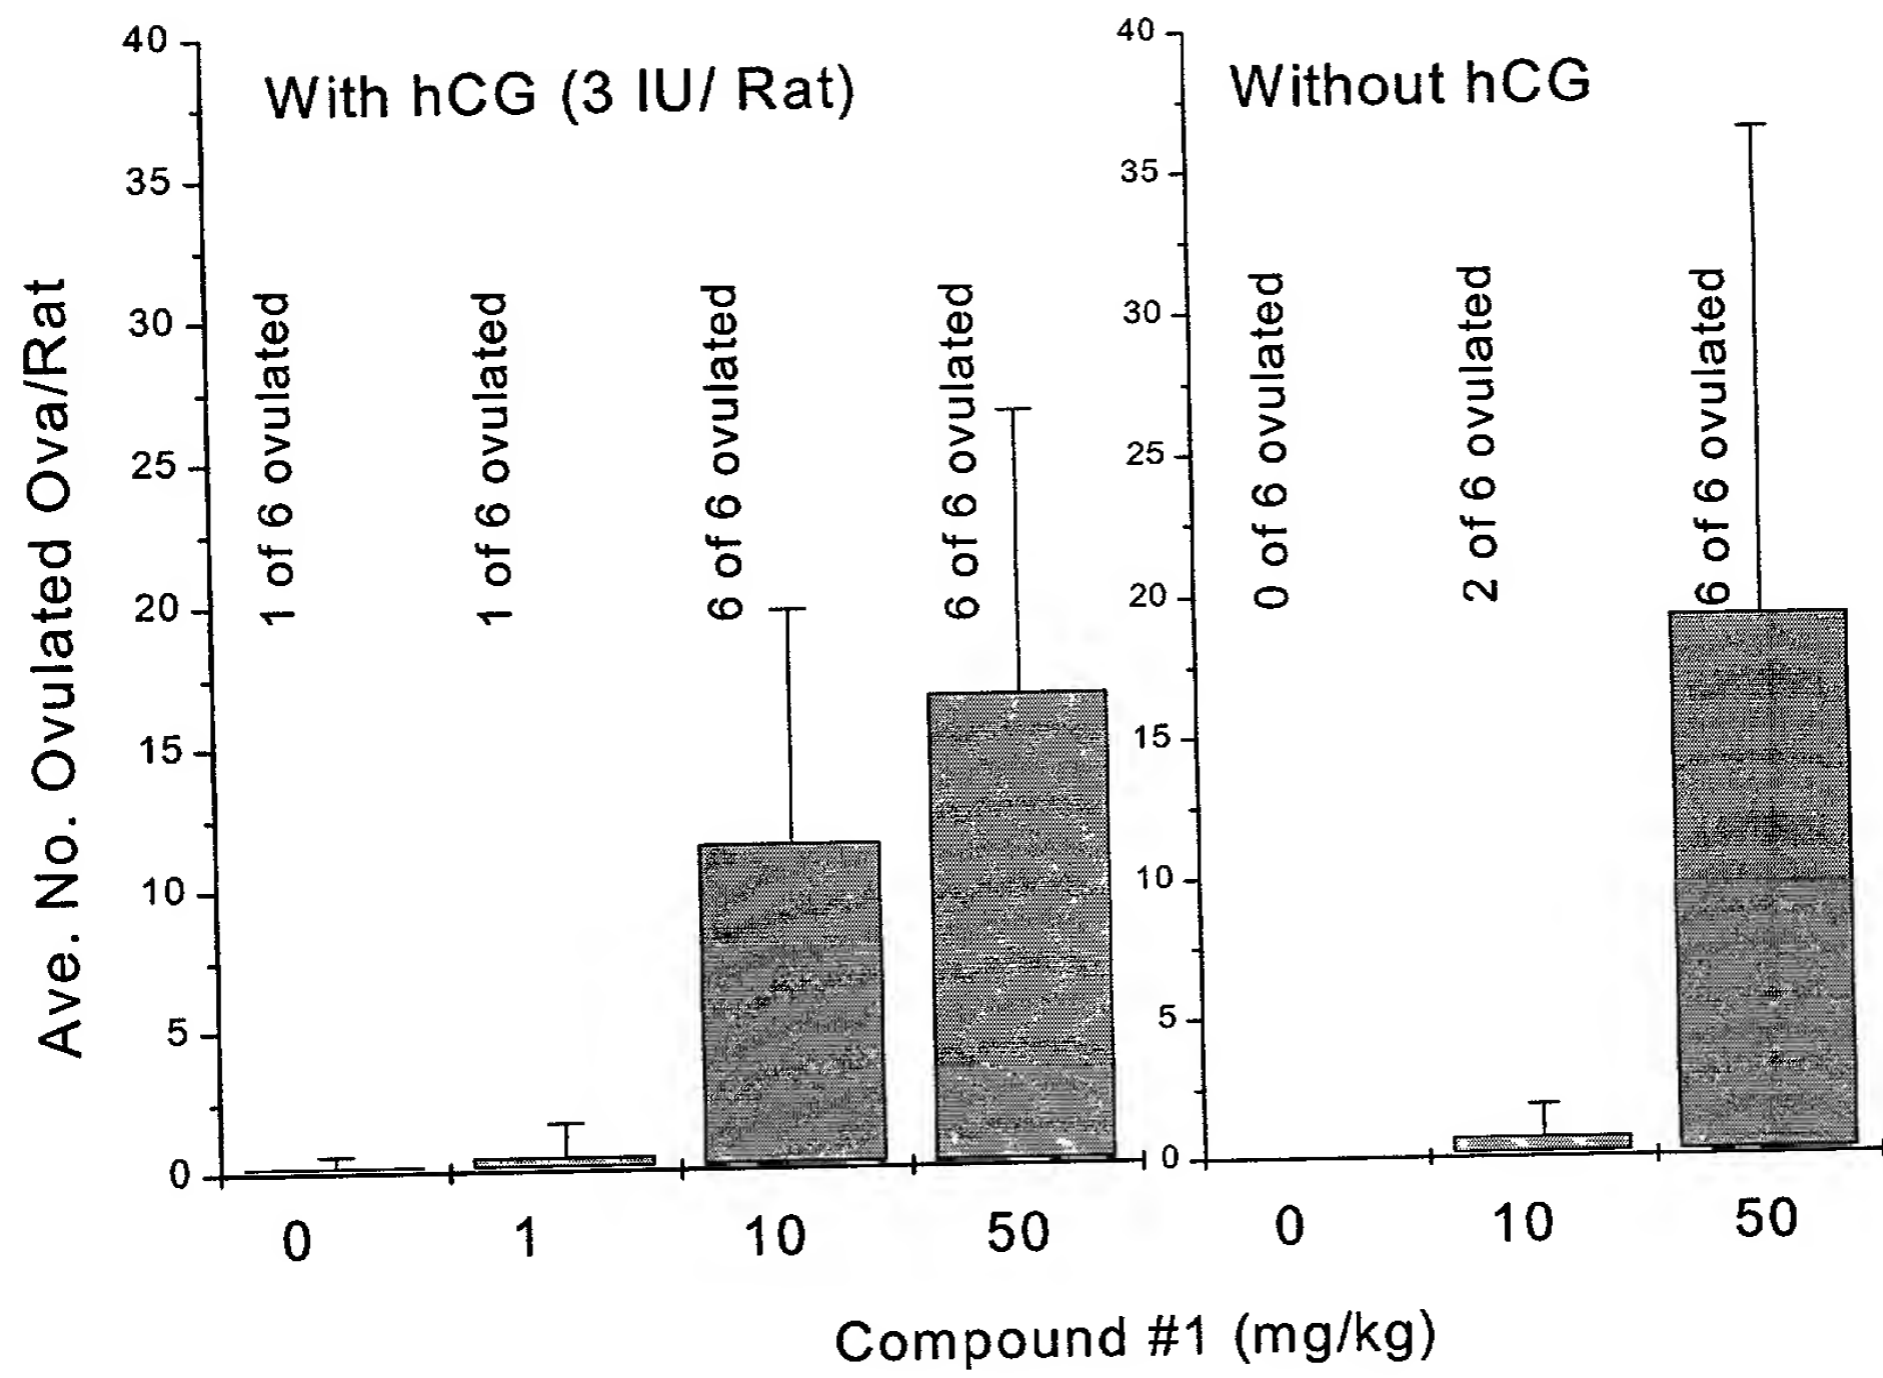 Ave. No. Ovulated Ova/Rat
With hCG (3 IU/ Rat)
40
35
30
25
20
15
10
5
0
1 of 6 ovulated
1 of 6 ovulated
6 of 6 ovulated
6 of 6 ovulated
0
1
10
50
Without hCG
40
35
30
25
20
15
10
5
0
0 of 6 ovulated
2 of 6 ovulated
6 of 6 ovulated
0
10
50
Compound #1 (mg/kg)